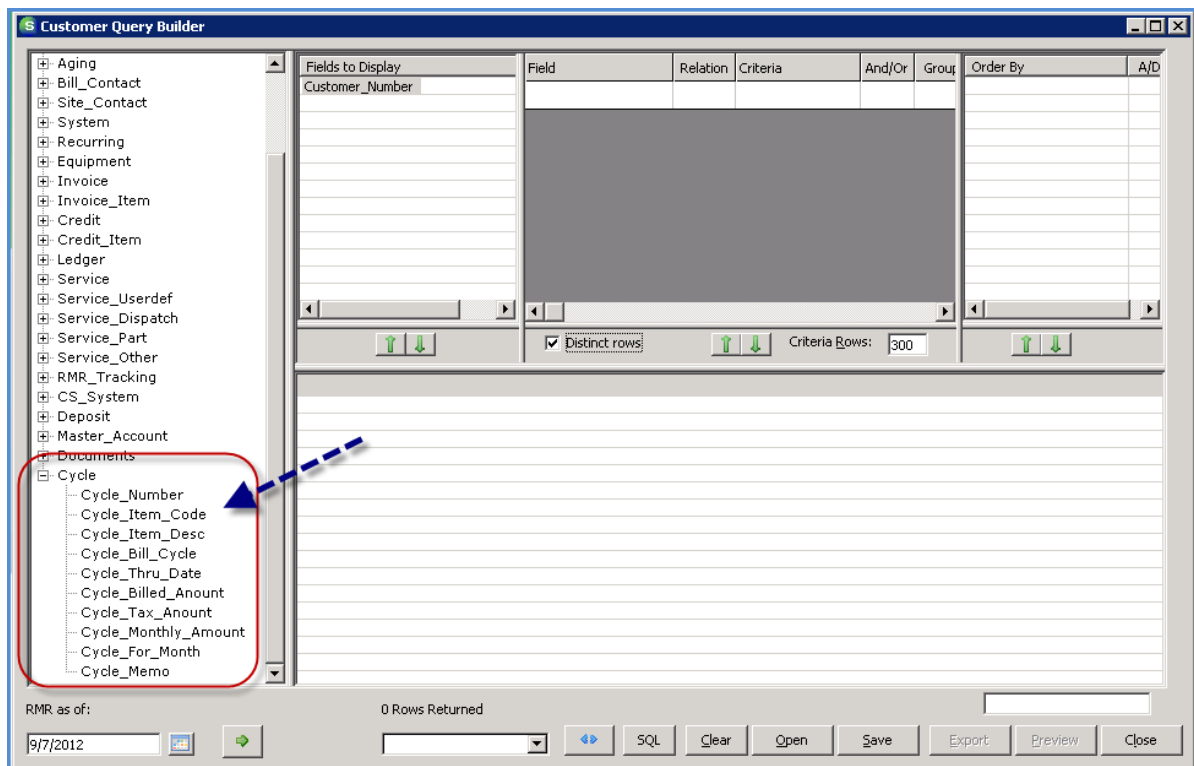 Customer Query Builder
Aging
Bill_Contact
Site_Contact
System
Recurring
Equipment
Invoice
Invoice_Item
Credit
Credit_Item
Ledger
Service
Service_Userdef
Service_Dispatch
Service_Part
Service_Other
RMR_Tracking
CS_System
Deposit
Master_Account
Documents
Cycle
Cycle_Number
Cycle_Item_Code
Cycle_Item_Desc
Cycle_Bill_Cycle
Cycle_Thru_Date
Cycle_Billed_Anount
Cycle_Tax_Anount
Cycle_Monthly_Amount
Cycle_For_Month
Cycle_Memo
Fields to Display
Customer_Number
Field Relation Criteria And/Or Group
Order By A/D
Distinct rows Criteria Rows: 300
RMR as of: 0 Rows Returned
9/7/2012 SQL Clear Open Save Export Preview Close